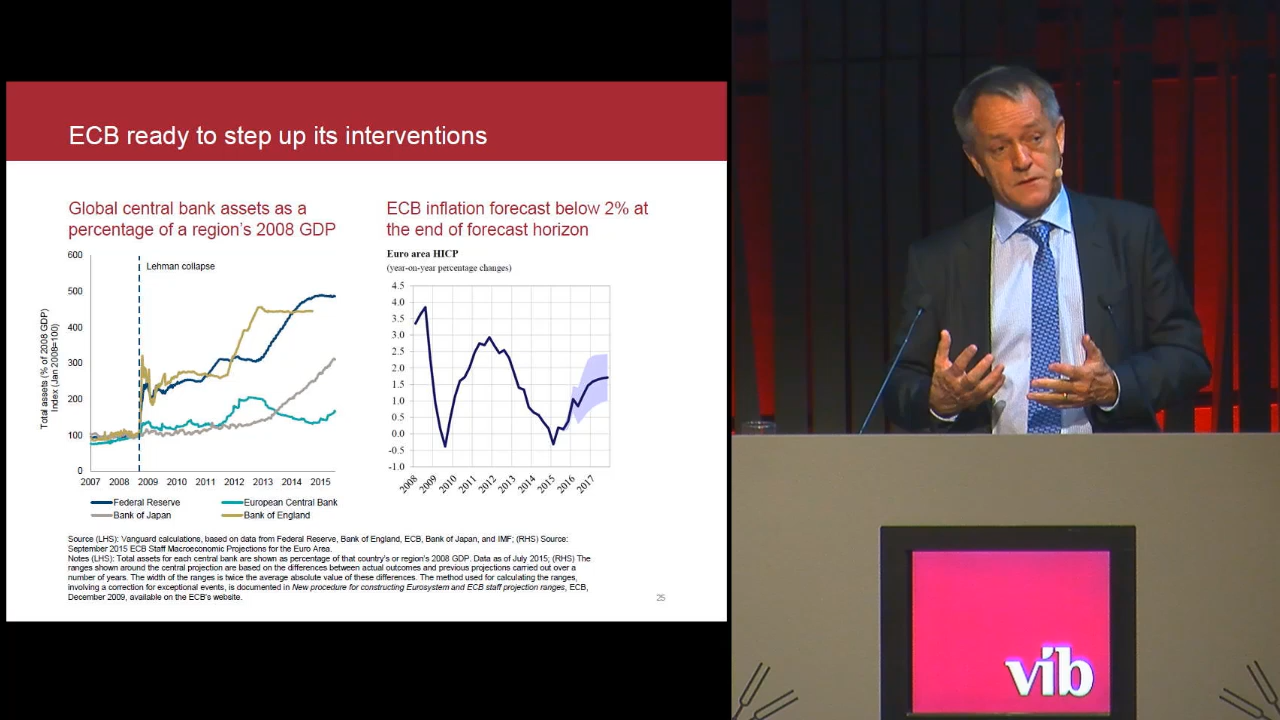 ECB ready to step up its interventions
Global central bank assets as a
percentage of a region's 2008 GDP
600
500
400
300
200
100
0
Total assets (% of 2008 GDP)
Index (Jan 2008=100)
Lehman collapse
2007 2008 2009 2010 2011 2012 2013 2014 2015
Federal Reserve
European Central Bank
Bank of Japan
Bank of England
ECB inflation forecast below 2% at
the end of forecast horizon
Euro area HICP
(year-on-year percentage changes)
4.5
4.0
3.5
3.0
2.5
2.0
1.5
1.0
0.5
0.0
-0.5
-1.0
2008 2009 2010 2011 2012 2013 2014 2015 2016 2017
Source (LHS): Vanguard calculations, based on data from Federal Reserve, Bank of England, ECB, Bank of Japan, and IMF; (RHS) Source:
September 2015 ECB Staff Macroeconomic Projections for the Euro Area.
Notes (LHS): Total assets for each central bank are shown as percentage of that country's or region's 2008 GDP. Data as of July 2015; (RHS) The
ranges shown around the central projection are based on the differences between actual outcomes and previous projections carried out over a
number of years. The width of the ranges is twice the average absolute value of these differences. The method used for calculating the ranges,
involving a correction for exceptional events, is documented in New procedure for constructing Eurosystem and ECB staff projection ranges, ECB,
December 2009, available on the ECB's website.
25
vib